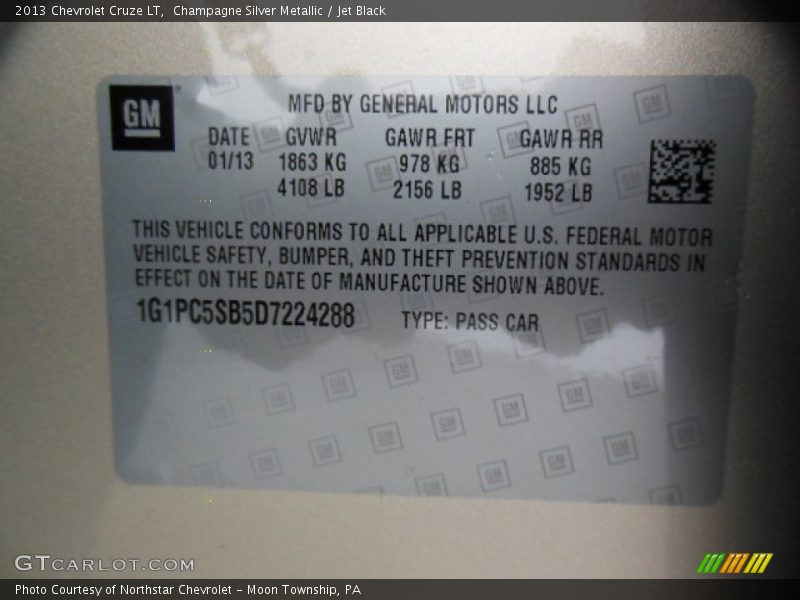 2013 Chevrolet Cruze LT,  Champagne Silver Metallic / Jet Black
GM
MFD BY GENERAL MOTORS LLC
DATE GVWR GAWR FRT GAWR RR
01/13 1863 KG 978 KG 885 KG
4108 LB 2156 LB 1952 LB
THIS VEHICLE CONFORMS TO ALL APPLICABLE U.S. FEDERAL MOTOR
VEHICLE SAFETY, BUMPER, AND THEFT PREVENTION STANDARDS IN
EFFECT ON THE DATE OF MANUFACTURE SHOWN ABOVE.
1G1PC5SB5D7224288 TYPE: PASS CAR
GTCARLOT.COM
Photo Courtesy of Northstar Chevrolet - Moon Township, PA